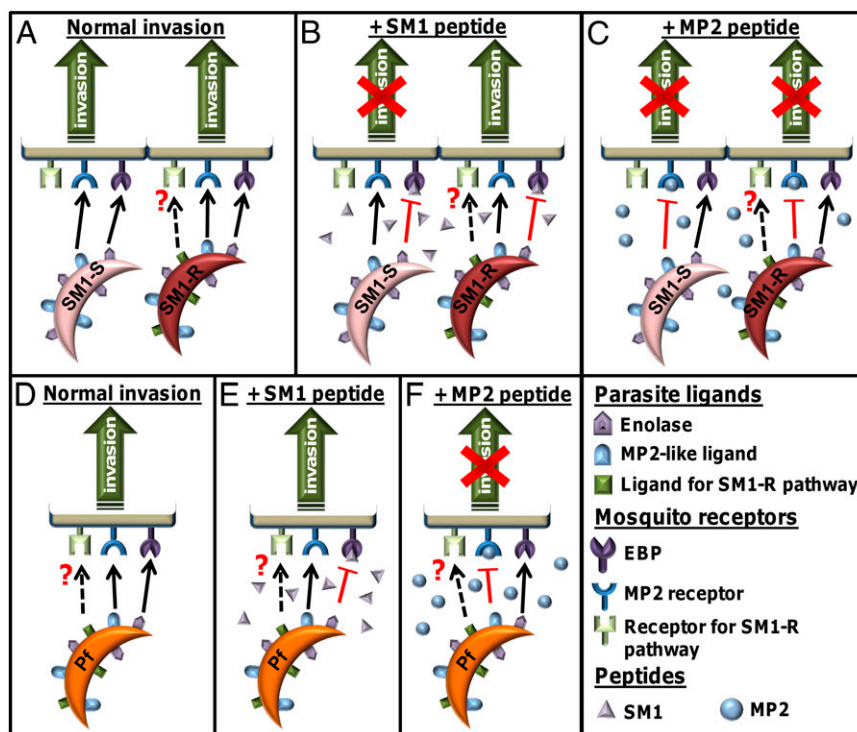 A Normal invasion
invasion
invasion
?
SM1-S
SM1-R
B + SM1 peptide
invasion
invasion
?
SM1-S
SM1-R
C + MP2 peptide
invasion
invasion
?
SM1-S
SM1-R
D Normal invasion
invasion
?
Pf
E + SM1 peptide
invasion
?
Pf
F + MP2 peptide
invasion
?
Pf
Parasite ligands
Enolase
MP2-like ligand
Ligand for SM1-R pathway
Mosquito receptors
EBP
MP2 receptor
Receptor for SM1-R
pathway
Peptides
SM1 MP2